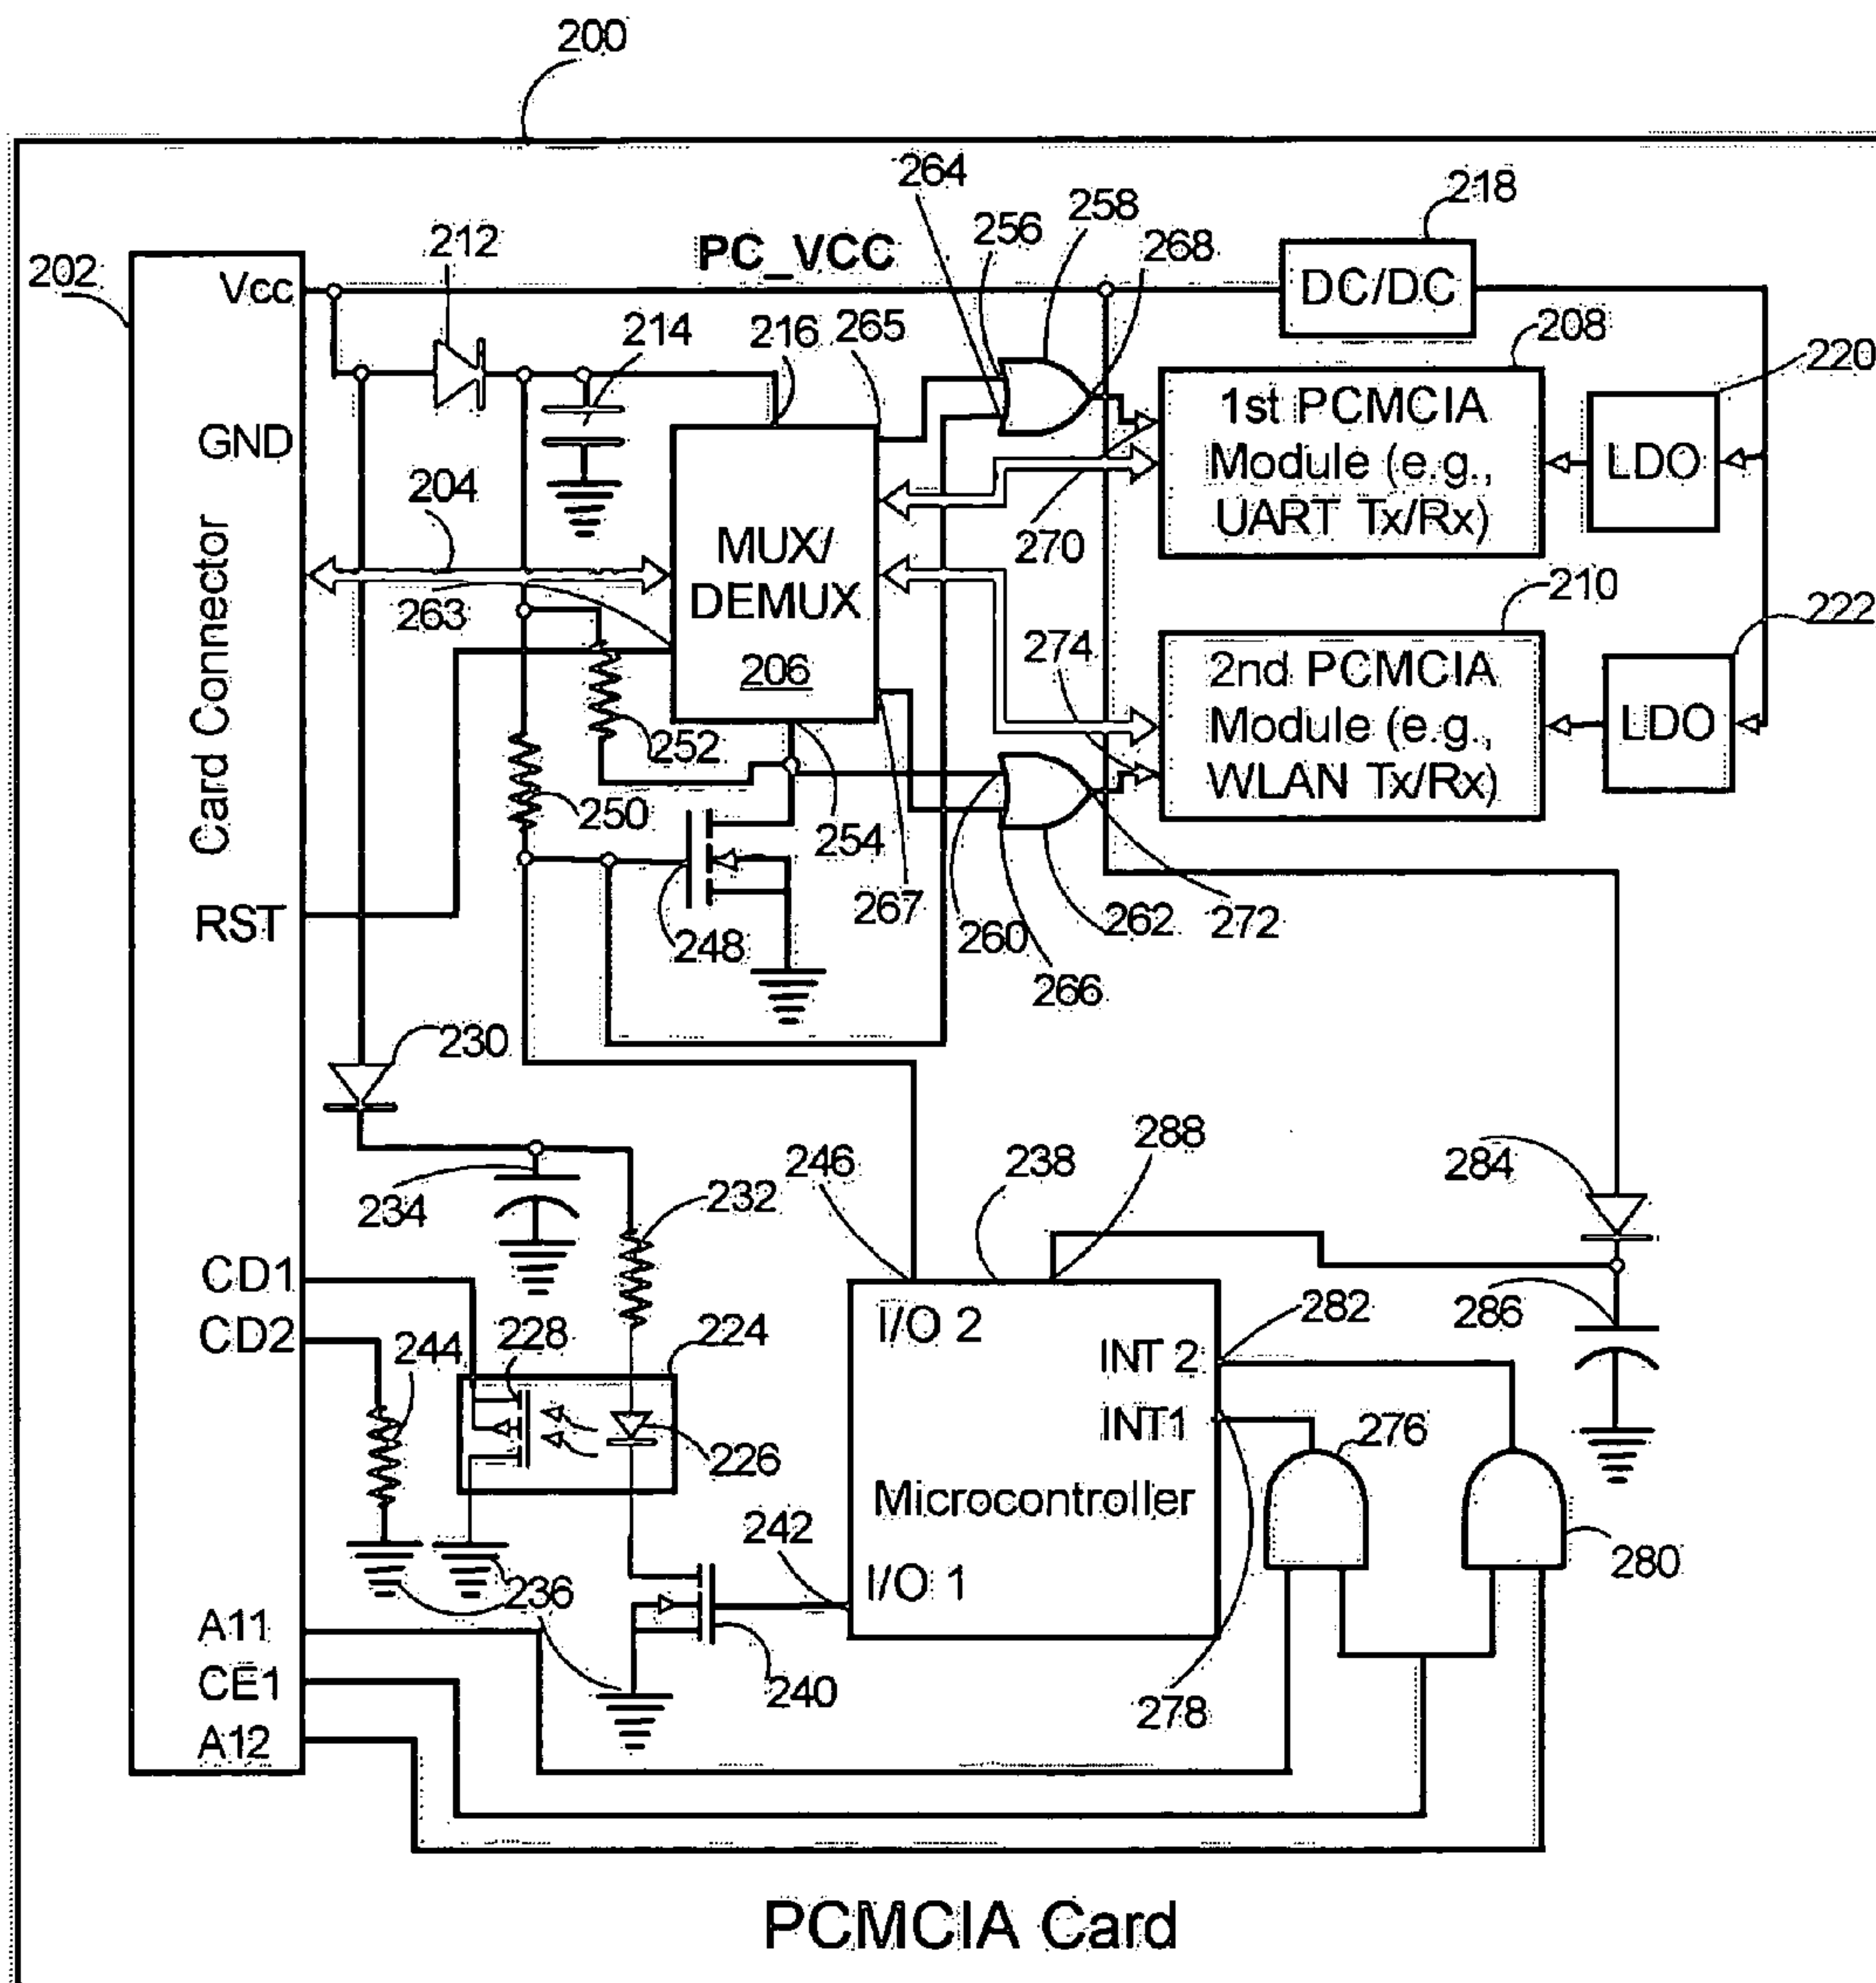 200
264
218
256
258
268
212
PC_VCC
202
Vcc
DC/DC
214
216
265
208
220
GND
1st PCMCIA
Module (e.g.,
UART Tx/Rx)
LDO
204
MUX/
DEMUX
206
263
270
210
222
274
2nd PCMCIA
Module (e.g.,
WLAN Tx/Rx)
LDO
Card Connector
252
250
254
267
RST
248
260
262
272
266
230
288
246
238
284
234
232
CD1
CD2
244
228
224
I/O 2
282
286
INT 2
INT1
276
226
Microcontroller
242
I/O 1
280
236
A11
CE1
A12
240
278
PCMCIA Card